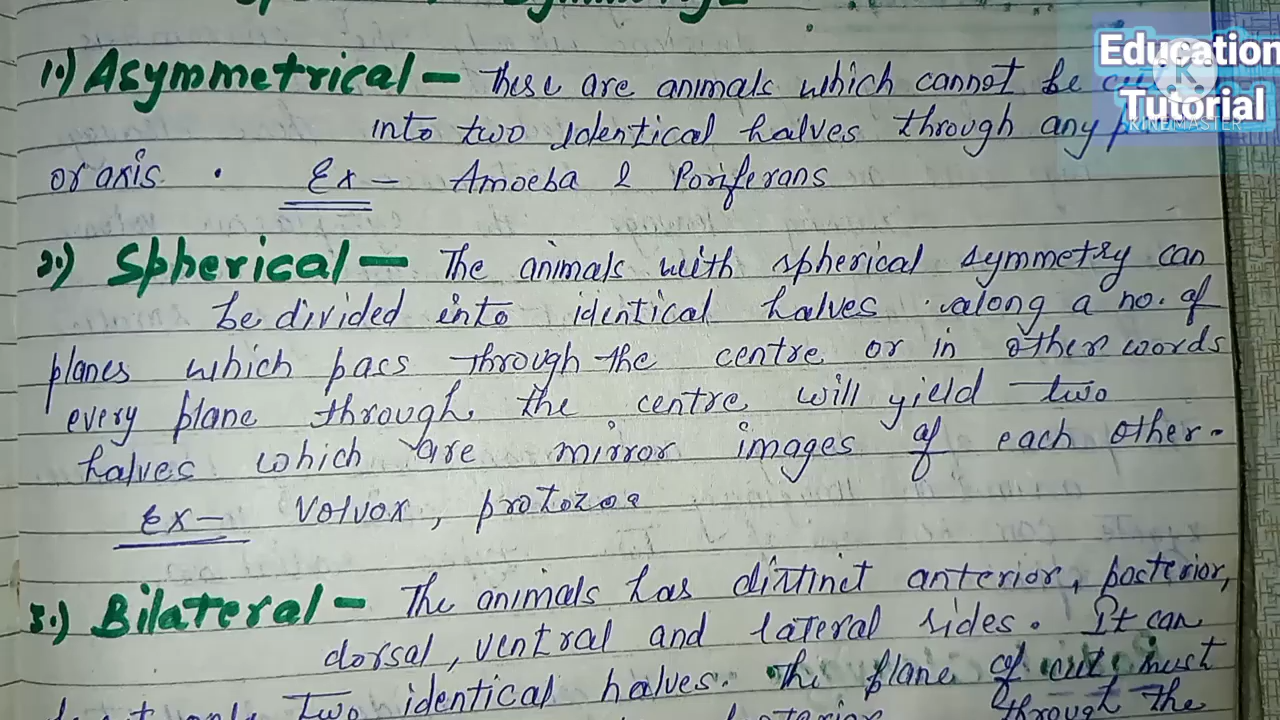 Symmetry
1.) Asymmetrical - These are animals which cannot be
into two identical halves through any
or axis. Ex - Amoeba & Poriferans
2.) Spherical - The animals with spherical symmetry can
be divided into identical halves along a no. of
planes which pass through the centre or in other words
every plane through the centre will yield two
halves which are mirror images of each other.
Ex - Volvox, protozoa
3.) Bilateral - The animals has distinct anterior, posterior,
dorsal, ventral and lateral sides. It can
two identical halves. The plane of cut must
through the
Education
Tutorial
KINEMASTER